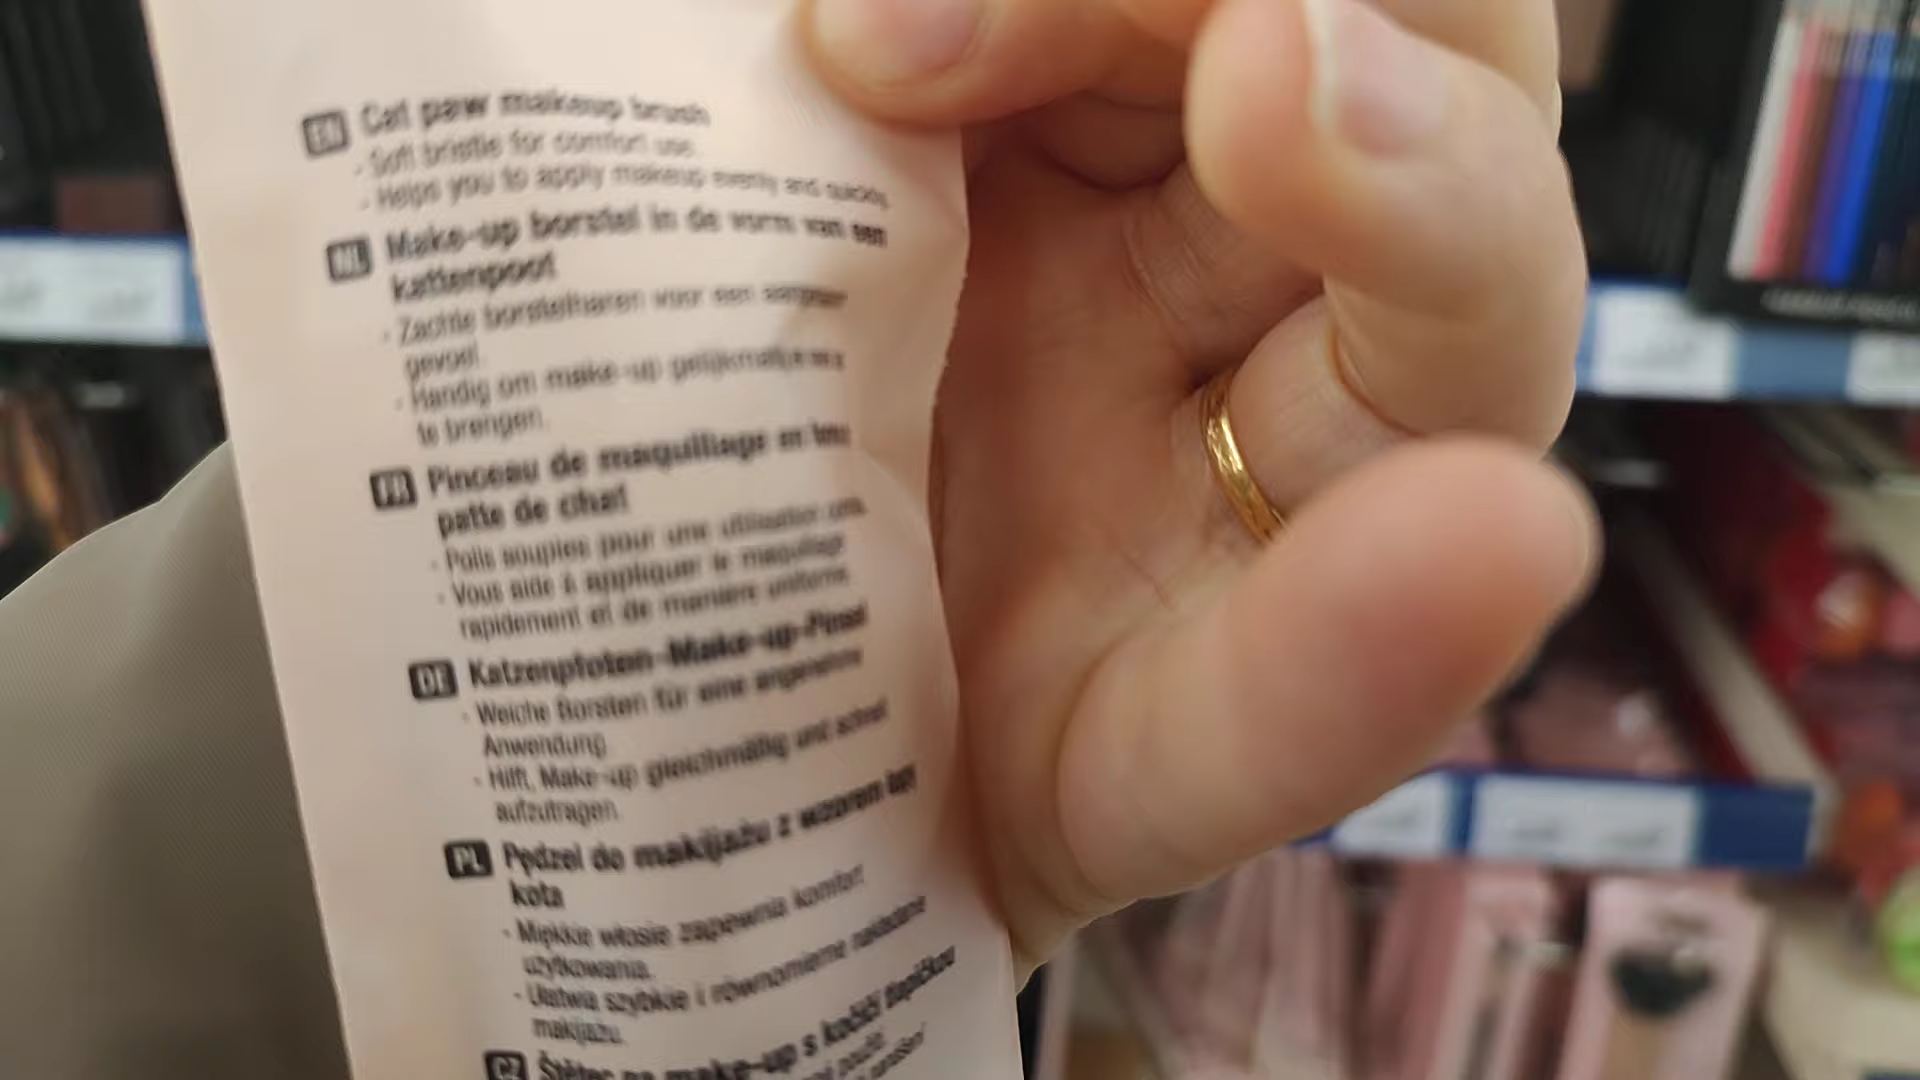 EN Cat paw makeup brush
- Soft bristle for comfort use.
- Helps you to apply makeup evenly and quickly.
NL Make-up borstel in de vorm van een
kattenpoot
- Zachte borstelharen voor een
gevoel.
- Handig om make-up gelijkmatig
te brengen.
FR Pinceau de maquillage en
patte de chat
- Poils souples pour une utilisation
- Vous aide à appliquer le maquillage
rapidement et de manière uniforme.
DE Katzenpfoten-Make-up-Pinsel
- Weiche Borsten für eine angenehme
Anwendung
- Hilft, Make-up gleichmäßig und schnell
aufzutragen.
PL Pędzel do makijażu z wzorem łapy
kota
- Miękkie włosie zapewnia komfort
użytkowania.
- Ułatwia szybkie i równomierne nakładanie
makijażu.
CZ Štětec na make-up s kočičí tlapičkou